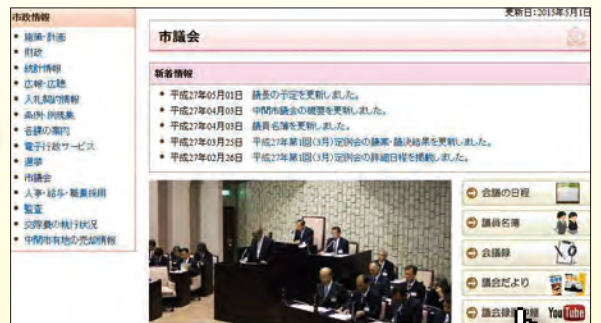 更新日:2015年5月1日
市政情報
施策・計画
財政
統計情報
広報・広聴
入札契約情報
条例・例規集
各課の案内
電子行政サービス
選挙
市議会
人事・給与・職員採用
監査
交際費の執行状況
中間市有地の売却情報
市議会
新着情報
平成27年05月01日 議長の予定を更新しました。
平成27年04月03日 中間市議会の概要を更新しました。
平成27年04月03日 議員名簿を更新しました。
平成27年03月25日 平成27年第1回(3月)定例会の議案・議決結果を更新しました。
平成27年02月26日 平成27年第1回(3月)定例会の詳細日程を掲載しました。
会議の日程
議員名簿
会議録
議会だより
議会録
YouTube